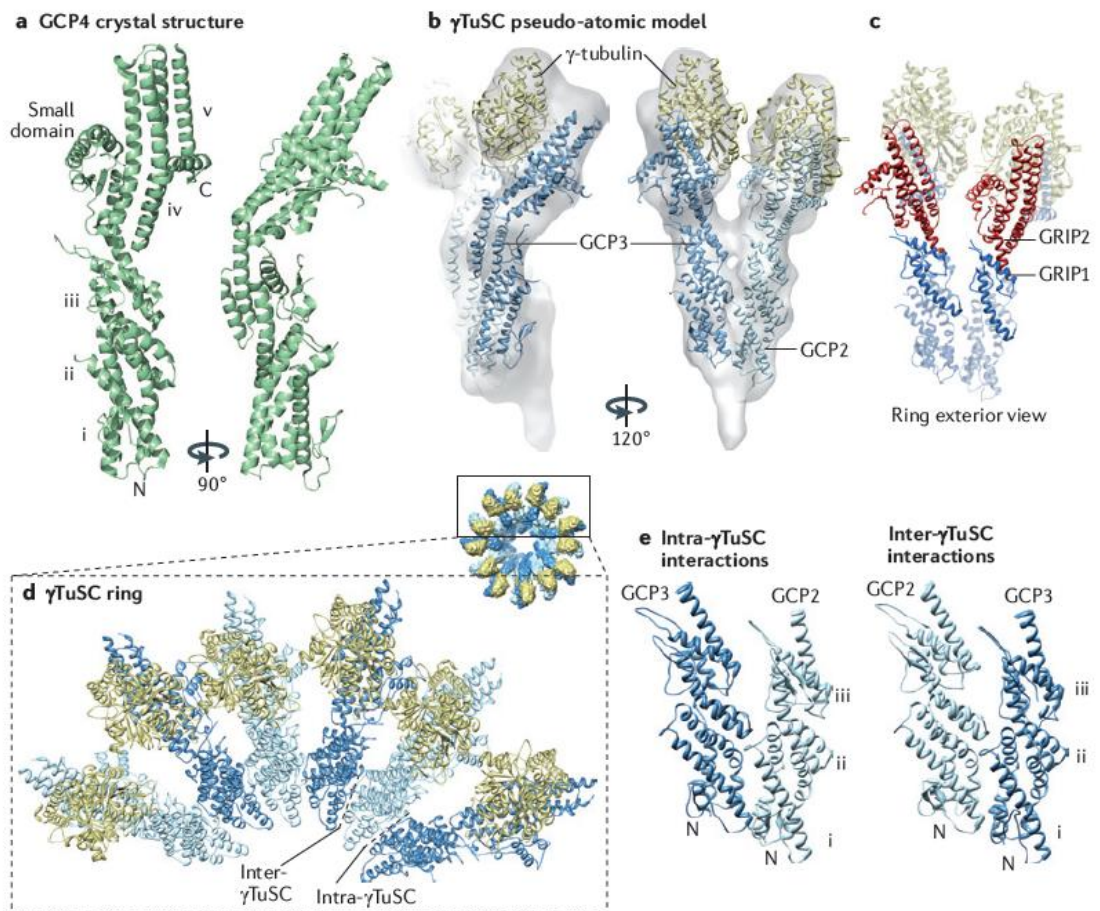 a GCP4 crystal structure
Small
domain
v
C
iv
iii
ii
i
N
90°
b γTuSC pseudo-atomic model
γ-tubulin
GCP3
GCP2
120°
c
GRIP2
GRIP1
Ring exterior view
d γTuSC ring
Inter-
γTuSC
Intra-γTuSC
e Intra-γTuSC
interactions
GCP3
GCP2
iii
ii
i
N
N
Inter-γTuSC
interactions
GCP2
GCP3
iii
ii
i
N
N